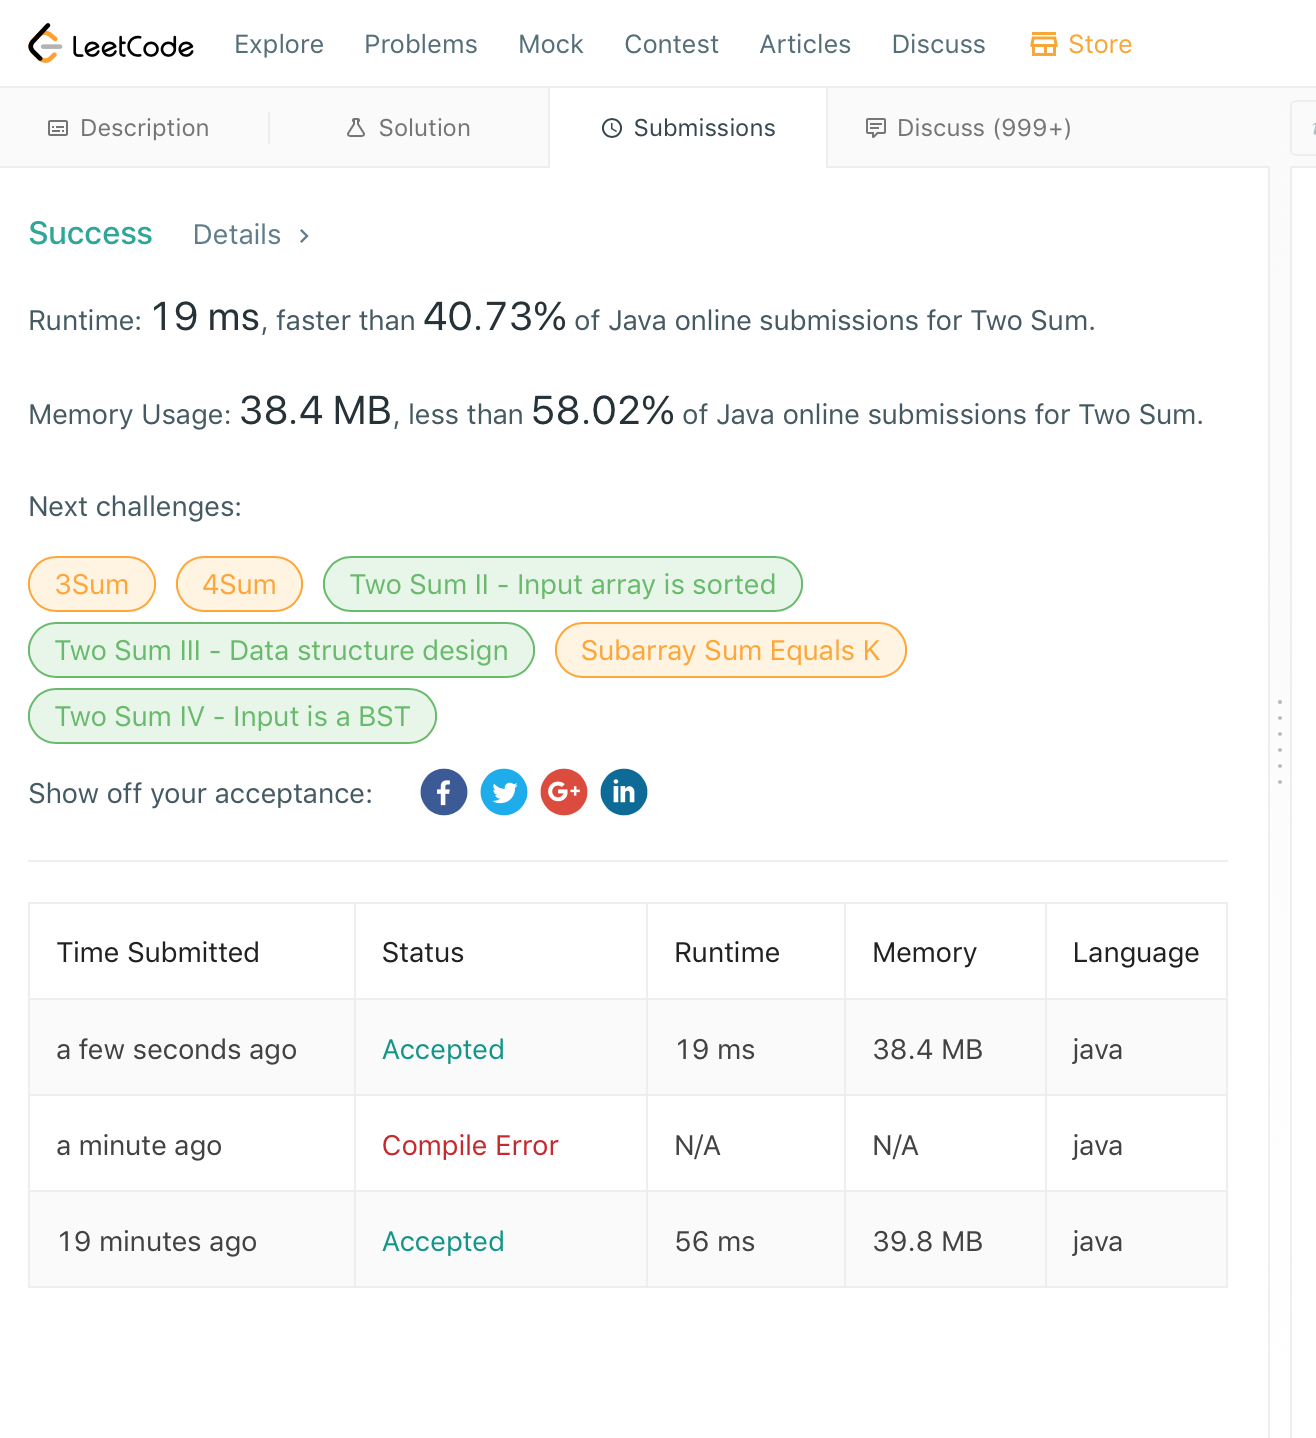 LeetCode Explore Problems Mock Contest Articles Discuss Store
Description Solution Submissions Discuss (999+)
Success Details >
Runtime: 19 ms, faster than 40.73% of Java online submissions for Two Sum.
Memory Usage: 38.4 MB, less than 58.02% of Java online submissions for Two Sum.
Next challenges:
3Sum 4Sum Two Sum II - Input array is sorted
Two Sum III - Data structure design Subarray Sum Equals K
Two Sum IV - Input is a BST
Show off your acceptance: f G+ in
Time Submitted Status Runtime Memory Language
a few seconds ago Accepted 19 ms 38.4 MB java
a minute ago Compile Error N/A N/A java
19 minutes ago Accepted 56 ms 39.8 MB java